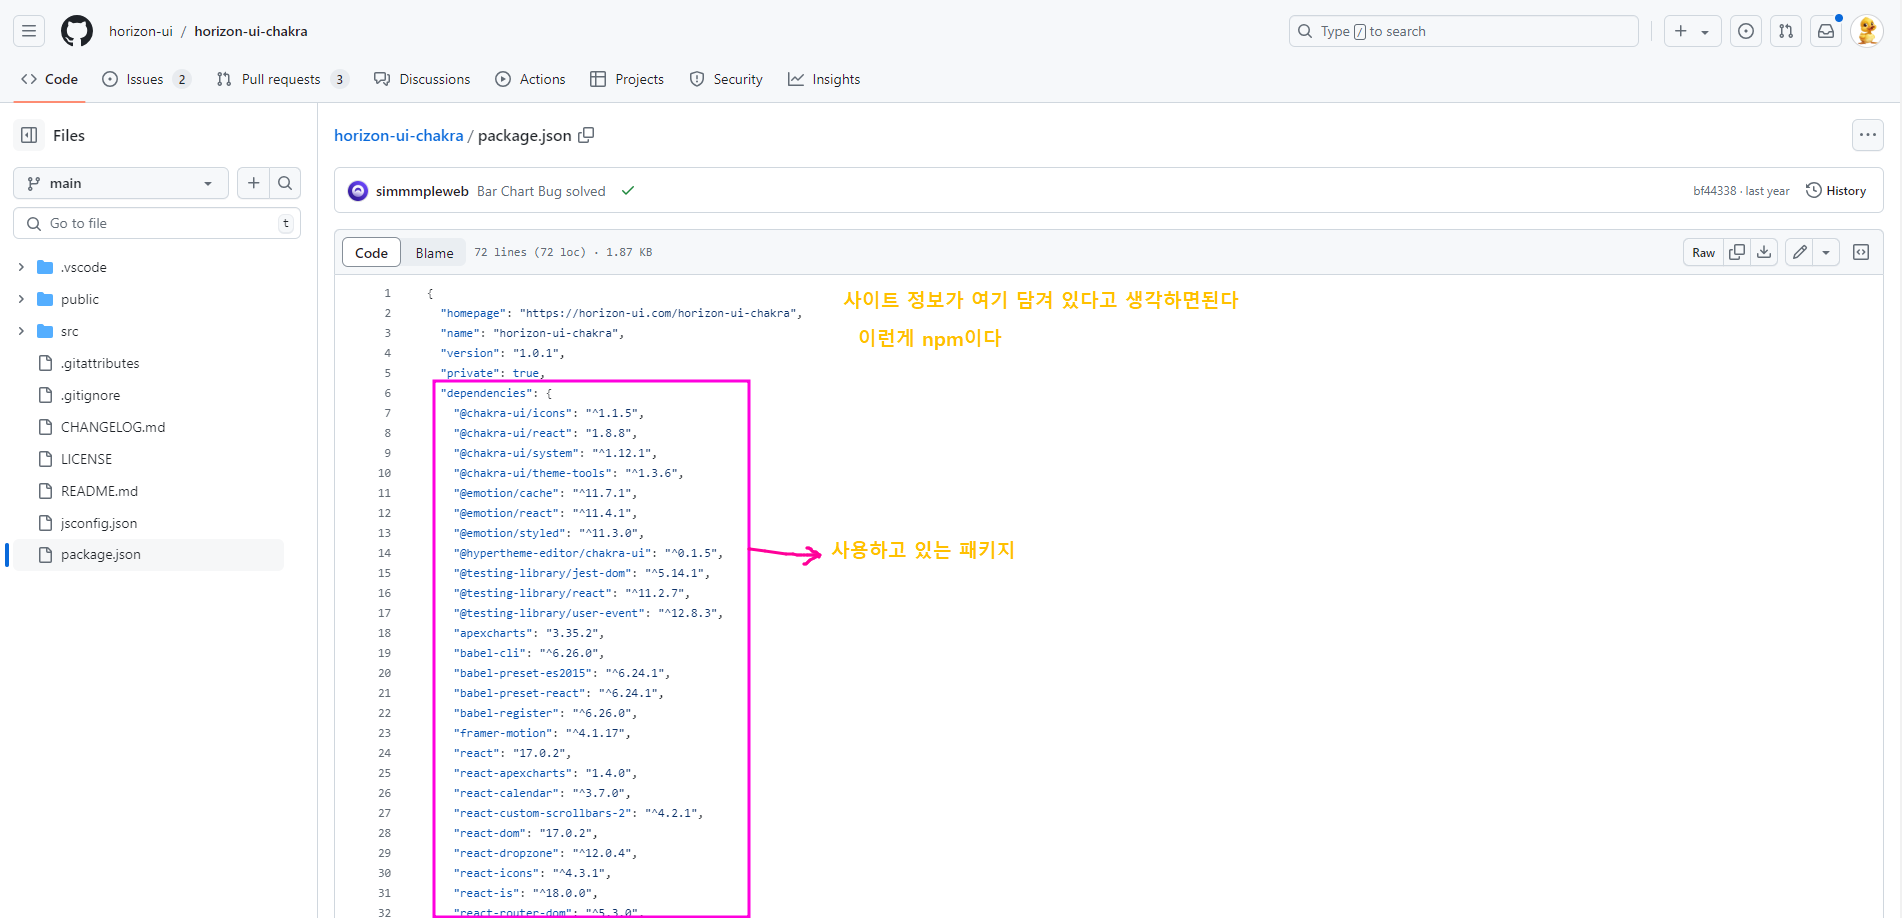 horizon-ui / horizon-ui-chakra
Type / to search
Code
Issues 2
Pull requests 3
Discussions
Actions
Projects
Security
Insights
Files
main
Go to file
t
.vscode
public
src
.gitattributes
.gitignore
CHANGELOG.md
LICENSE
README.md
jsconfig.json
package.json
horizon-ui-chakra / package.json
simmmpleweb Bar Chart Bug solved
bf44338 · last year
History
Code
Blame
72 lines (72 loc) · 1.87 KB
Raw
1 {
2 "homepage": "https://horizon-ui.com/horizon-ui-chakra",
3 "name": "horizon-ui-chakra",
4 "version": "1.0.1",
5 "private": true,
6 "dependencies": {
7 "@chakra-ui/icons": "^1.1.5",
8 "@chakra-ui/react": "1.8.8",
9 "@chakra-ui/system": "^1.12.1",
10 "@chakra-ui/theme-tools": "^1.3.6",
11 "@emotion/cache": "^11.7.1",
12 "@emotion/react": "^11.4.1",
13 "@emotion/styled": "^11.3.0",
14 "@hypertheme-editor/chakra-ui": "^0.1.5",
15 "@testing-library/jest-dom": "^5.14.1",
16 "@testing-library/react": "^11.2.7",
17 "@testing-library/user-event": "^12.8.3",
18 "apexcharts": "3.35.2",
19 "babel-cli": "^6.26.0",
20 "babel-preset-es2015": "^6.24.1",
21 "babel-preset-react": "^6.24.1",
22 "babel-register": "^6.26.0",
23 "framer-motion": "^4.1.17",
24 "react": "17.0.2",
25 "react-apexcharts": "1.4.0",
26 "react-calendar": "^3.7.0",
27 "react-custom-scrollbars-2": "^4.2.1",
28 "react-dom": "17.0.2",
29 "react-dropzone": "^12.0.4",
30 "react-icons": "^4.3.1",
31 "react-is": "^18.0.0",
32 "react-router-dom": "^5.3.0",
사이트 정보가 여기 담겨 있다고 생각하면된다
이런게 npm이다
사용하고 있는 패키지